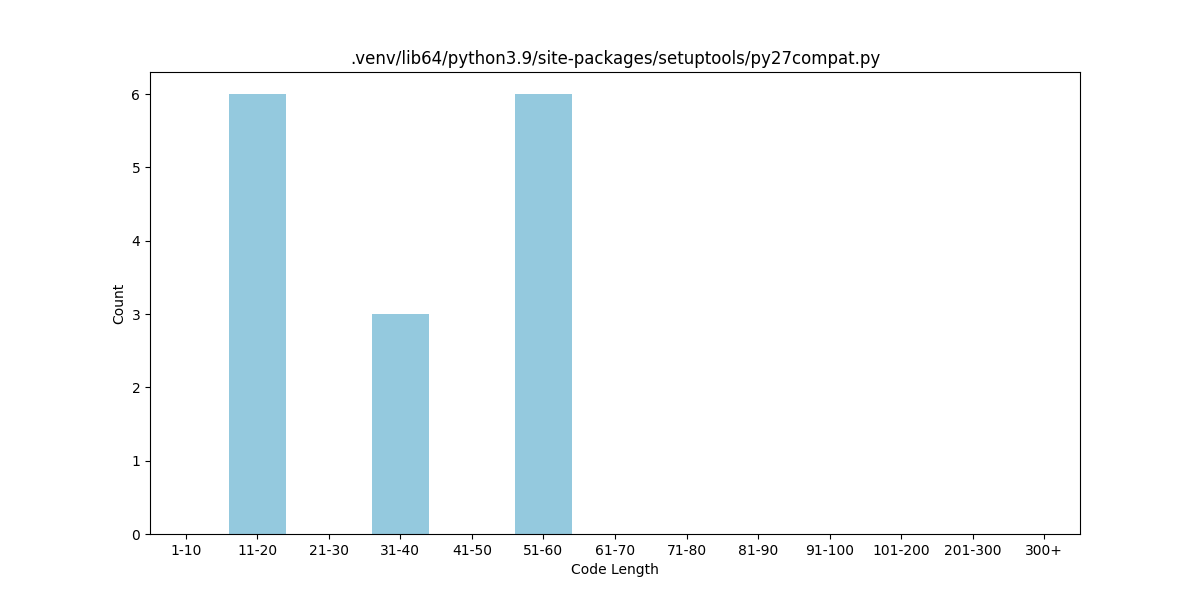 .venv/lib64/python3.9/site-packages/setuptools/py27compat.py
6
5
4
3
2
1
0
Count
1-10 11-20 21-30 31-40 41-50 51-60 61-70 71-80 81-90 91-100 101-200 201-300 300+
Code Length